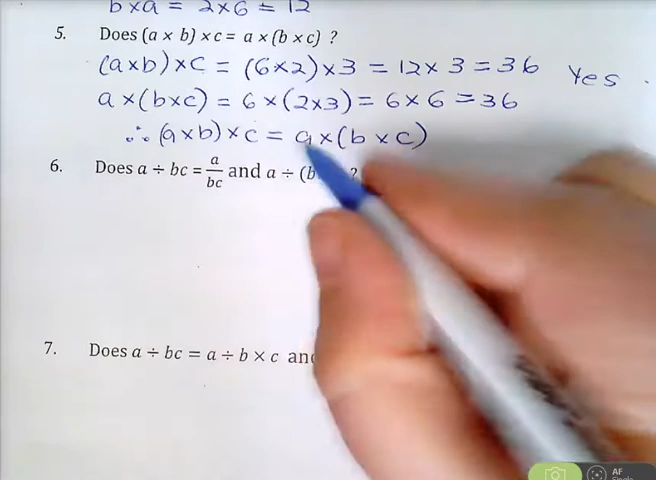 b×a = 2×6 = 12
5. Does (a × b) × c = a × (b × c) ?
(a×b)×c = (6×2)×3 = 12×3 = 36 Yes.
a×(b×c) = 6×(2×3) = 6×6 = 36
∴ (a×b)×c = a×(b×c)
6. Does a ÷ bc = a/bc and a ÷ (b ?
7. Does a ÷ bc = a ÷ b × c
AF